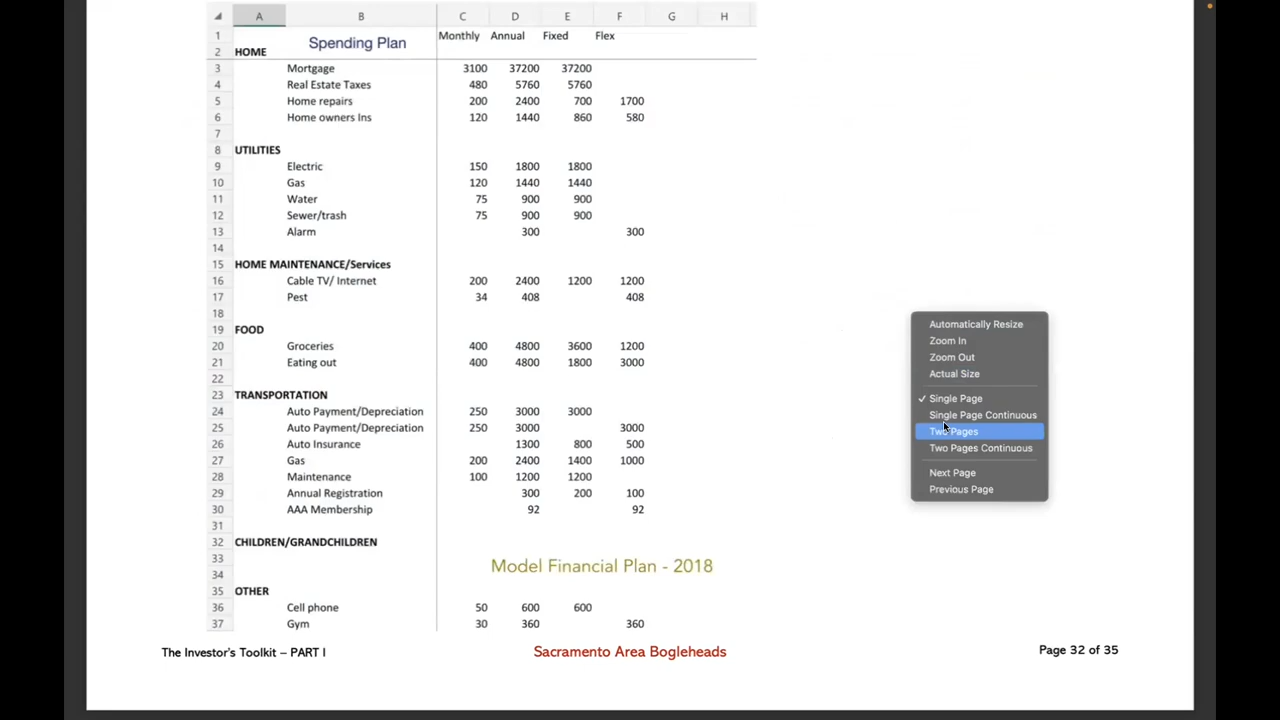 A B C D E F G H
1 Monthly Annual Fixed Flex
Spending Plan
2 HOME
3 Mortgage 3100 37200 37200
4 Real Estate Taxes 480 5760 5760
5 Home repairs 200 2400 700 1700
6 Home owners Ins 120 1440 860 580
7
8 UTILITIES
9 Electric 150 1800 1800
10 Gas 120 1440 1440
11 Water 75 900 900
12 Sewer/trash 75 900 900
13 Alarm 300 300
14
15 HOME MAINTENANCE/Services
16 Cable TV/ Internet 200 2400 1200 1200
17 Pest 34 408 408
18
19 FOOD
20 Groceries 400 4800 3600 1200
21 Eating out 400 4800 1800 3000
22
23 TRANSPORTATION
24 Auto Payment/Depreciation 250 3000 3000
25 Auto Payment/Depreciation 250 3000 3000
26 Auto Insurance 1300 800 500
27 Gas 200 2400 1400 1000
28 Maintenance 100 1200 1200
29 Annual Registration 300 200 100
30 AAA Membership 92 92
31
32 CHILDREN/GRANDCHILDREN
33
Model Financial Plan - 2018
34
35 OTHER
36 Cell phone 50 600 600
37 Gym 30 360 360
Automatically Resize
Zoom In
Zoom Out
Actual Size
✓ Single Page
Single Page Continuous
Two Pages
Two Pages Continuous
Next Page
Previous Page
The Investor's Toolkit – PART I
Sacramento Area Bogleheads
Page 32 of 35